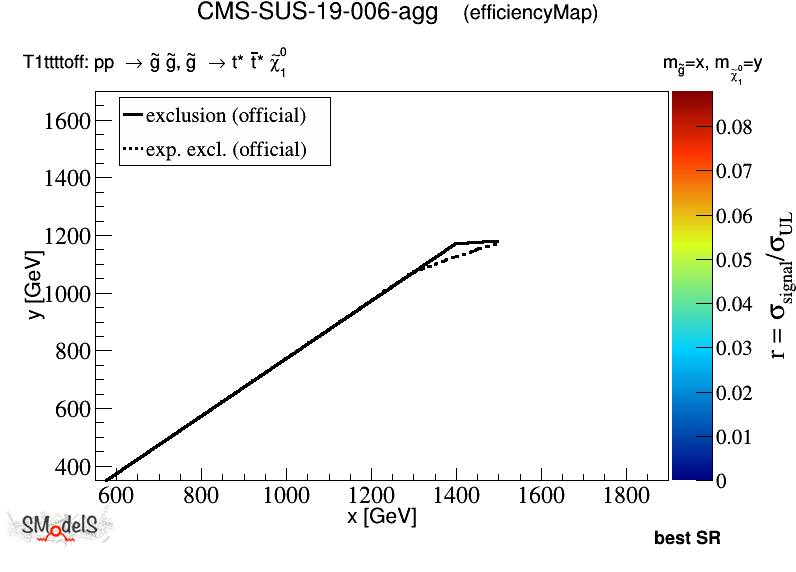 CMS-SUS-19-006-agg (efficiencyMap)
T1ttttoff: pp → g̃ g̃, g̃ → t* t̄* χ̃⁰₁ m_g̃=x, m_χ̃⁰₁=y
exclusion (official)
exp. excl. (official)
1600
1400
1200
1000
800
600
400
y [GeV]
600 800 1000 1200 1400 1600 1800
x [GeV]
0.08
0.07
0.06
0.05
0.04
0.03
0.02
0.01
0
r = σ_signal/σ_UL
SModelS
best SR